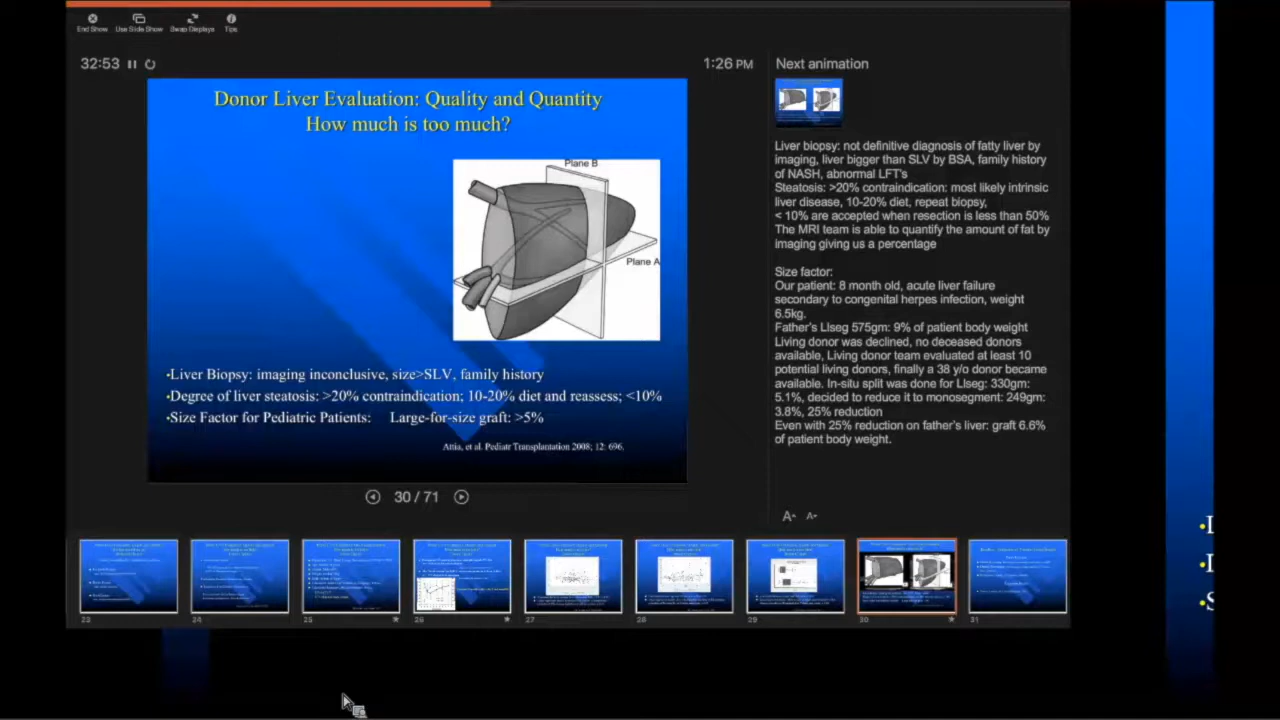 End Show Use Slide Show Swap Displays Tips
32:53
1:26 PM
Next animation
Donor Liver Evaluation: Quality and Quantity
How much is too much?
Plane B
Plane A
•Liver Biopsy: imaging inconclusive, size>SLV, family history
•Degree of liver steatosis: >20% contraindication; 10-20% diet and reassess; <10%
•Size Factor for Pediatric Patients: Large-for-size graft: >5%
Attia, et al. Pediatr Transplantation 2008; 12: 696.
30 / 71
Liver biopsy: not definitive diagnosis of fatty liver by
imaging, liver bigger than SLV by BSA, family history
of NASH, abnormal LFT's
Steatosis: >20% contraindication: most likely intrinsic
liver disease, 10-20% diet, repeat biopsy,
< 10% are accepted when resection is less than 50%
The MRI team is able to quantify the amount of fat by
imaging giving us a percentage
Size factor:
Our patient: 8 month old, acute liver failure
secondary to congenital herpes infection, weight
6.5kg.
Father's Llseg 575gm: 9% of patient body weight
Living donor was declined, no deceased donors
available, Living donor team evaluated at least 10
potential living donors, finally a 38 y/o donor became
available. In-situ split was done for Llseg: 330gm:
5.1%, decided to reduce it to monosegment: 249gm:
3.8%, 25% reduction
Even with 25% reduction on father's liver: graft 6.6%
of patient body weight.
A A
23 24 25 26 27 28 29 30 31